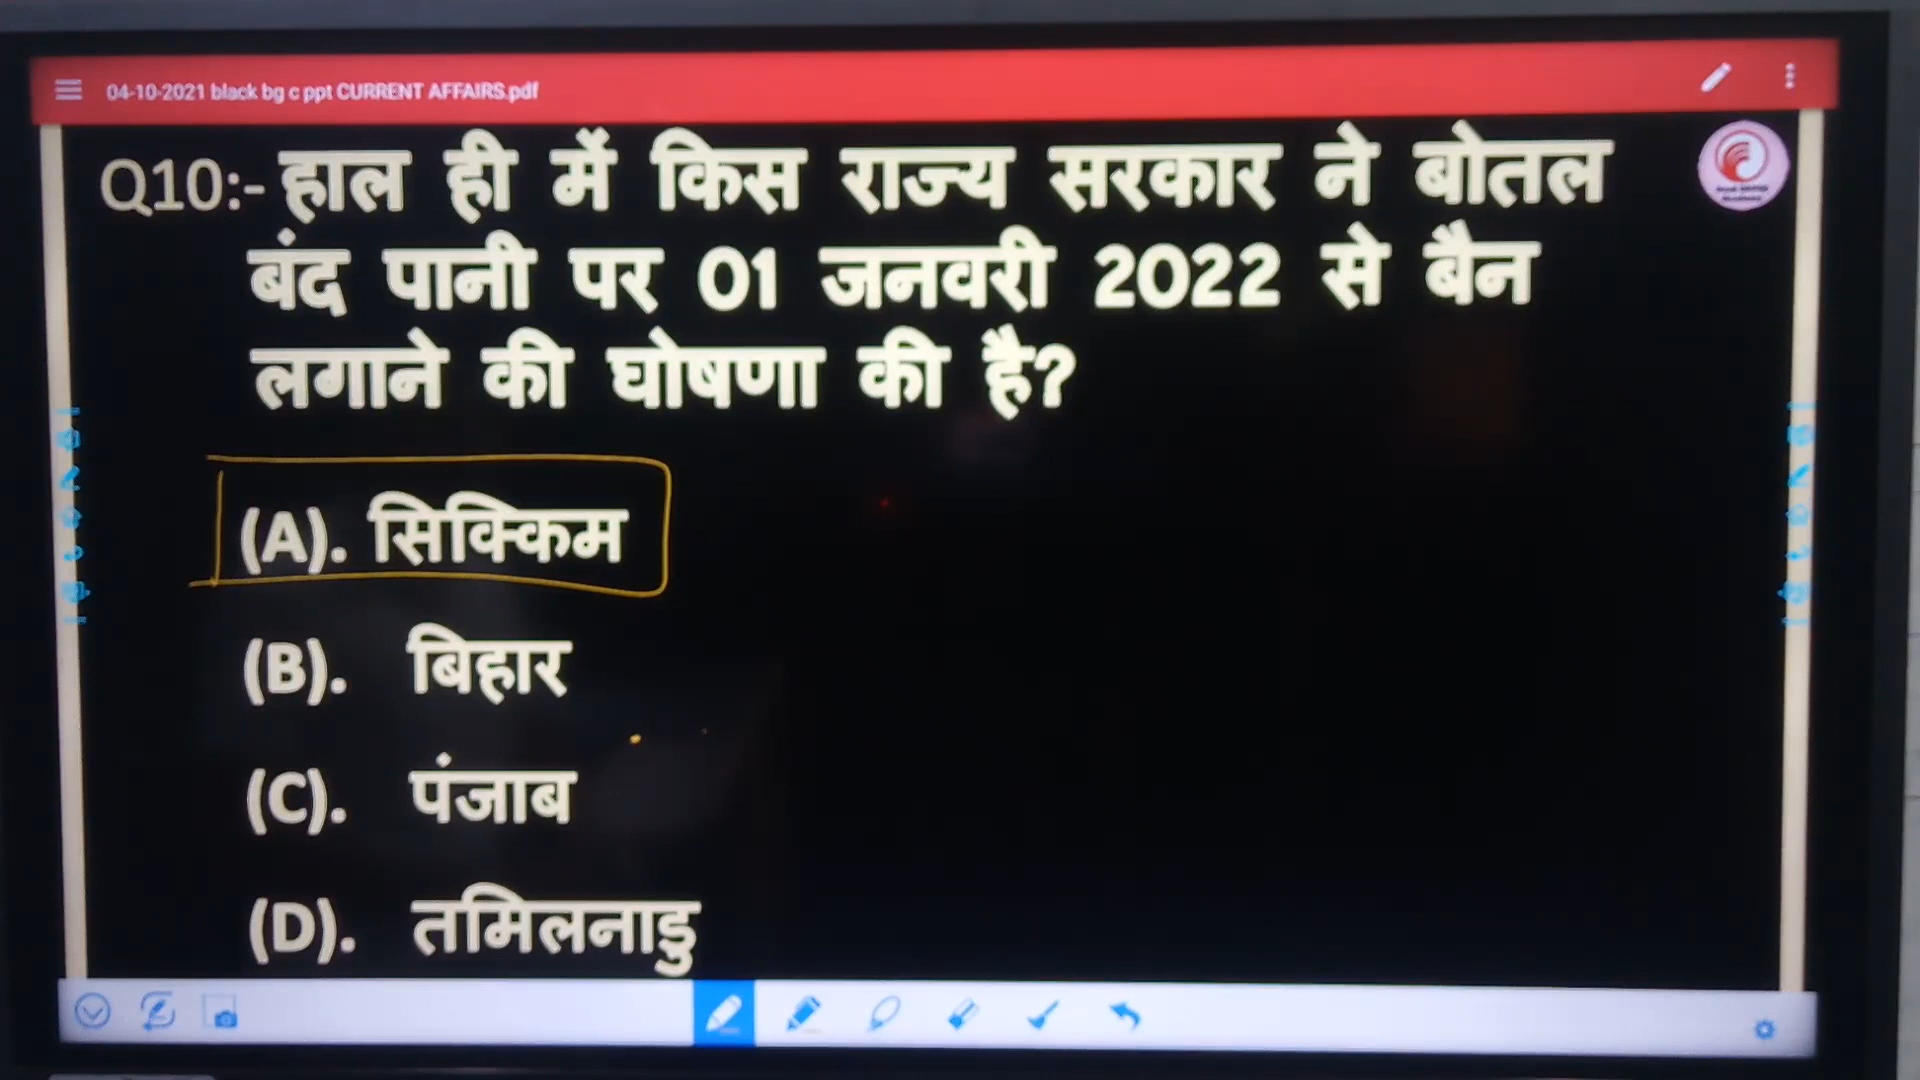 04-10-2021 black bg c ppt CURRENT AFFAIRS.pdf
Q10:- हाल ही में किस राज्य सरकार ने बोतल
बंद पानी पर 01 जनवरी 2022 से बैन
लगाने की घोषणा की है?
(A). सिक्किम
(B). बिहार
(C). पंजाब
(D). तमिलनाडु